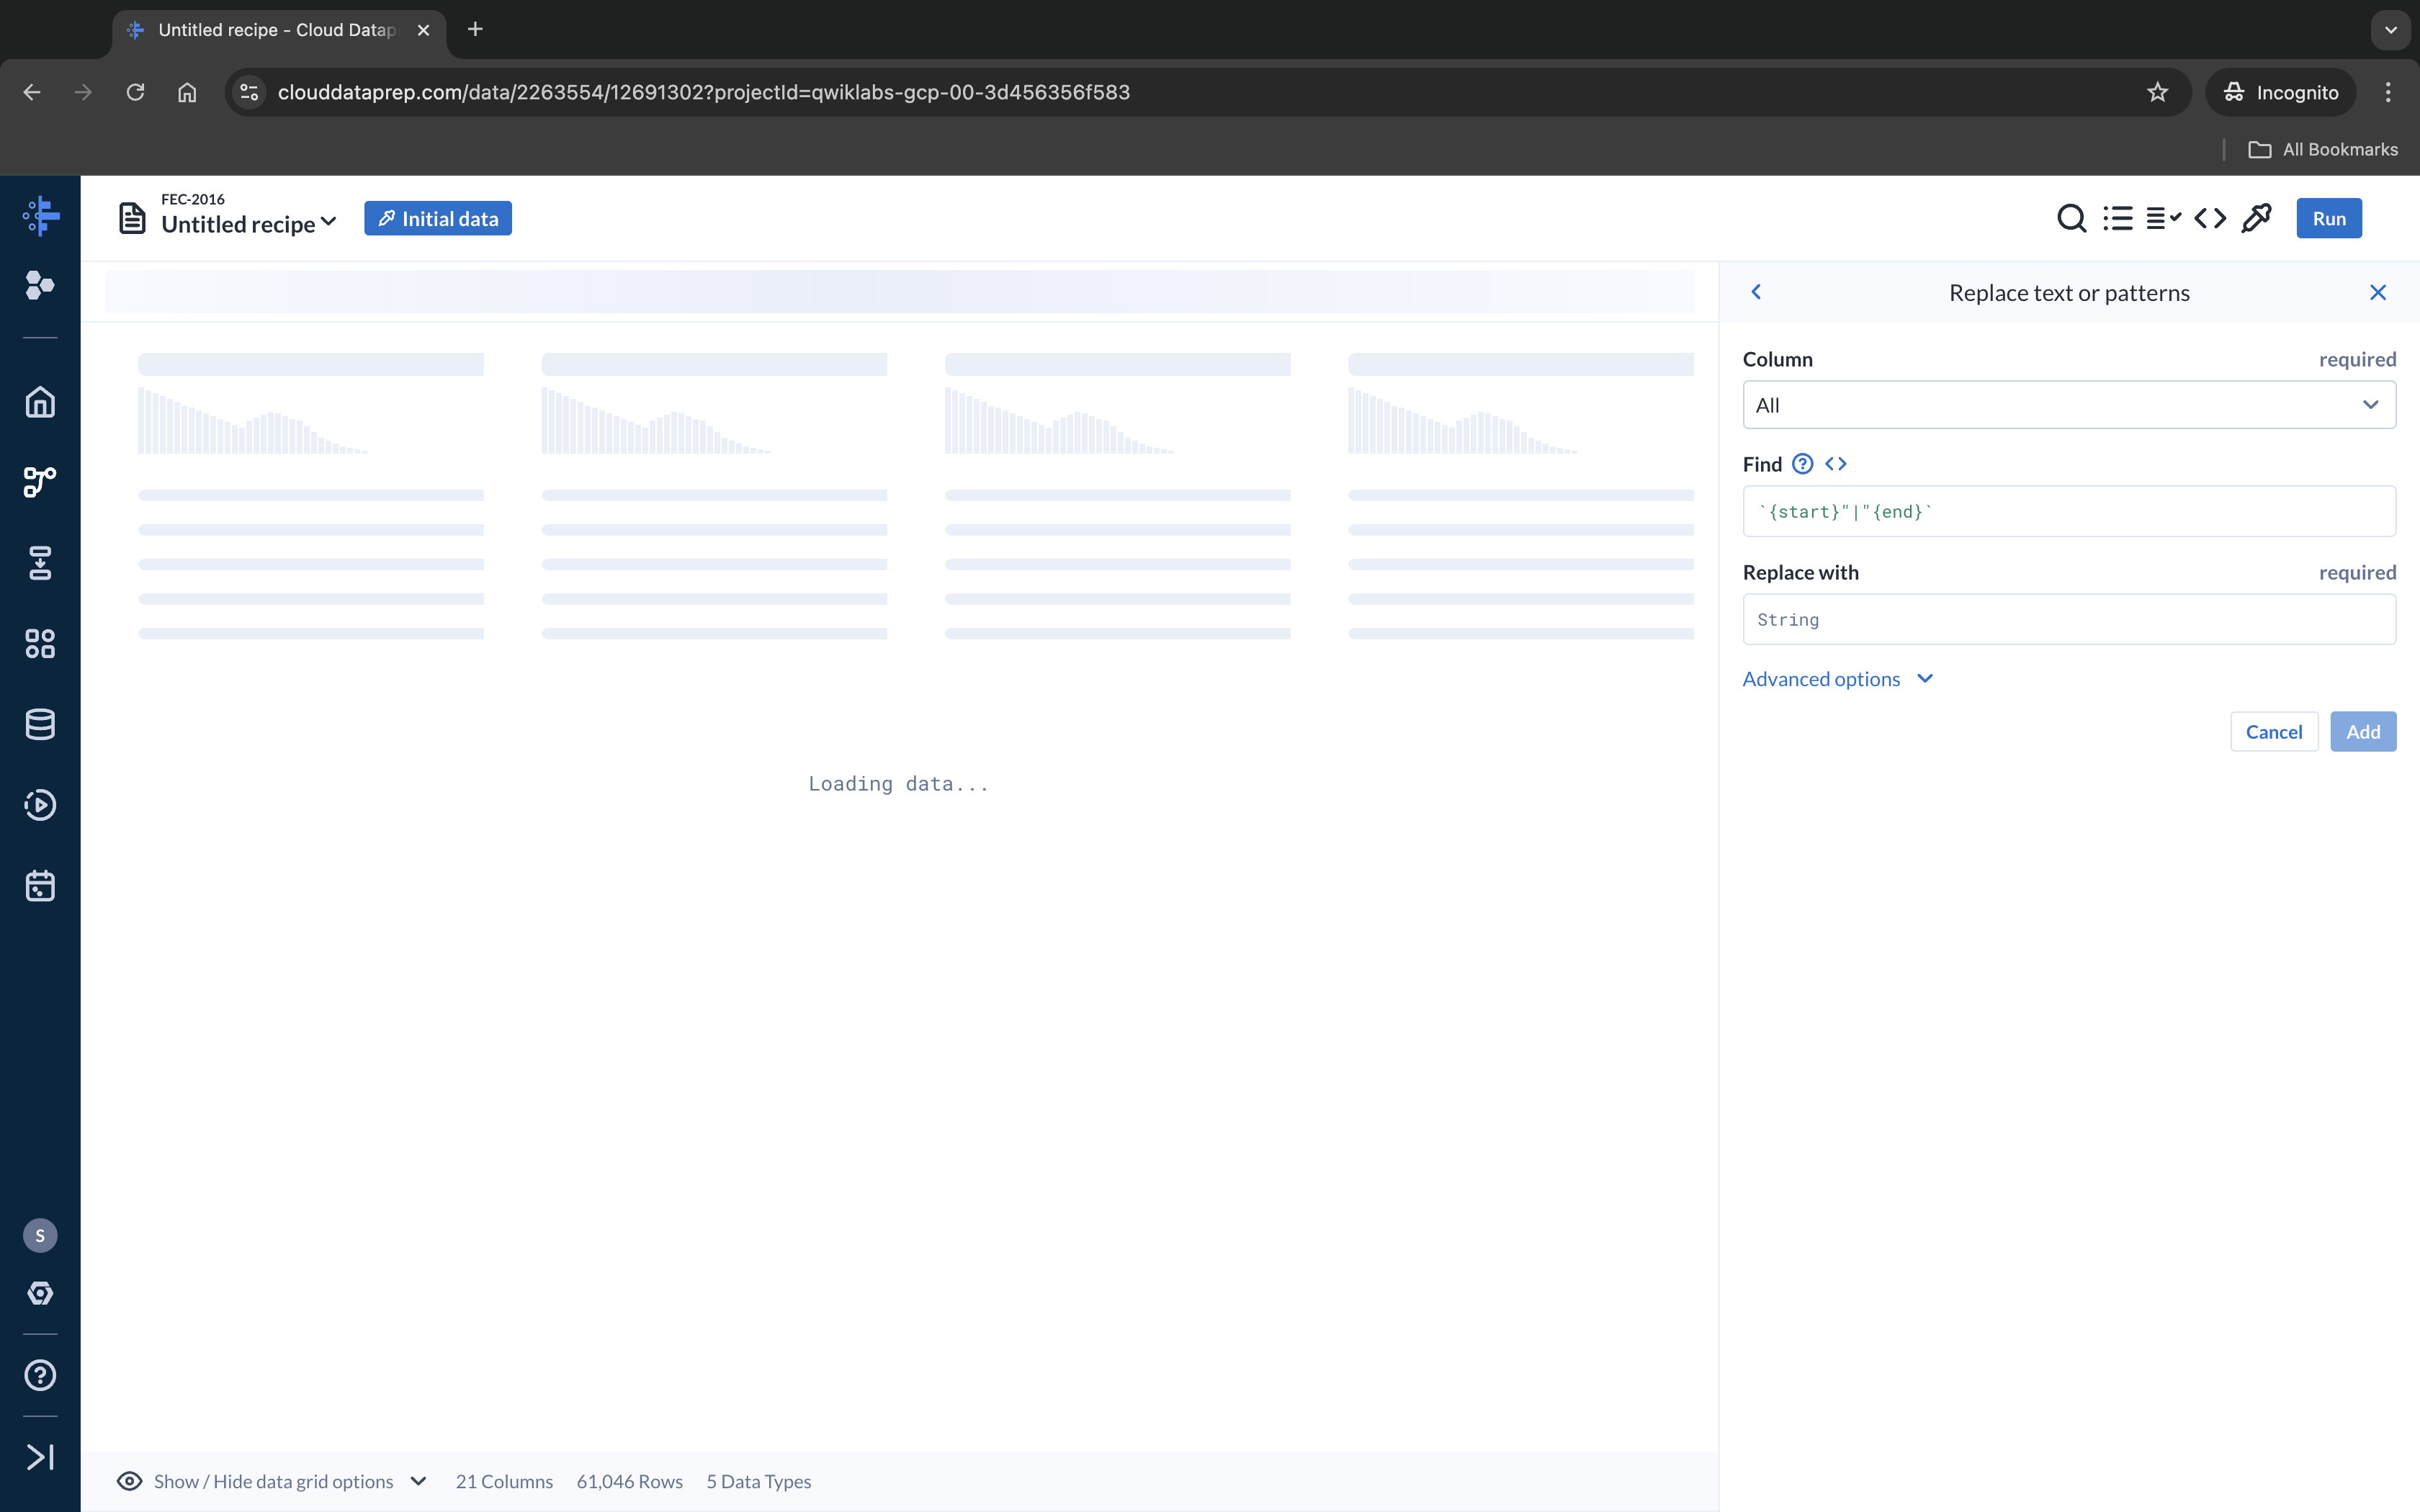 Untitled recipe - Cloud Datap
clouddataprep.com/data/2263554/12691302?projectId=qwiklabs-gcp-00-3d456356f583
Incognito
All Bookmarks
FEC-2016
Untitled recipe
Initial data
Run
Replace text or patterns
Column required
All
Find
`{start}"|"{end}`
Replace with required
String
Advanced options
Cancel Add
Loading data...
S
Show / Hide data grid options 21 Columns 61,046 Rows 5 Data Types